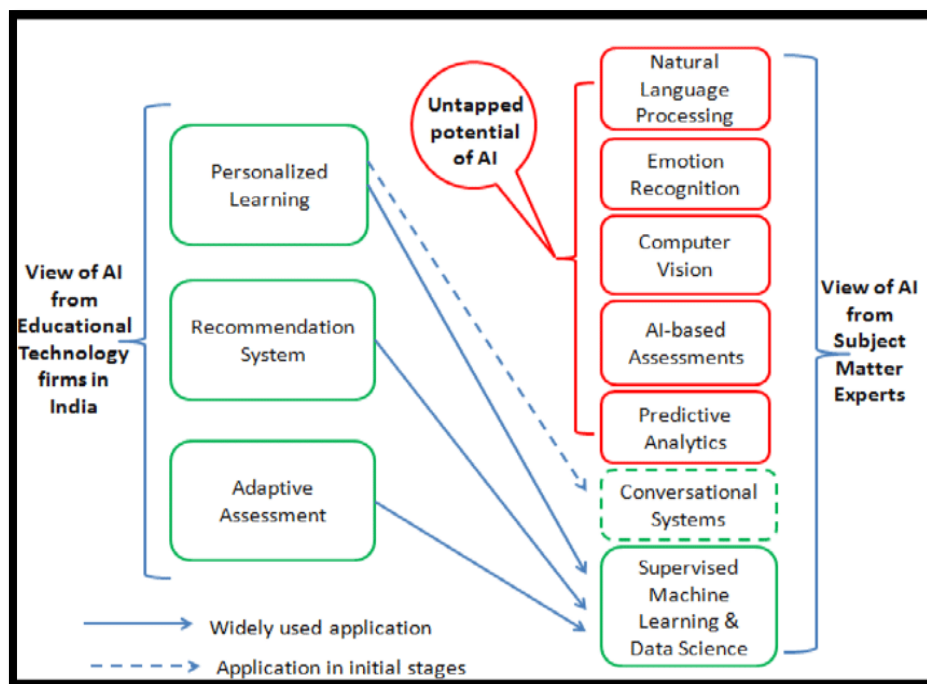 View of AI
from
Educational
Technology
firms in
India
Personalized
Learning
Recommendation
System
Adaptive
Assessment
Untapped
potential
of AI
Natural
Language
Processing
Emotion
Recognition
Computer
Vision
AI-based
Assessments
Predictive
Analytics
Conversational
Systems
Supervised
Machine
Learning &
Data Science
View of AI
from
Subject
Matter
Experts
Widely used application
Application in initial stages